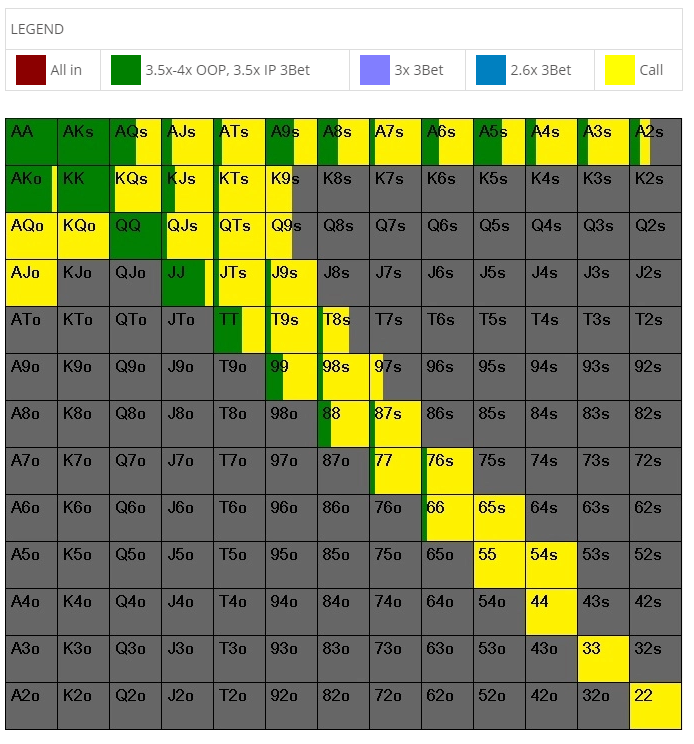 LEGEND
All in 3.5x-4x OOP, 3.5x IP 3Bet 3x 3Bet 2.6x 3Bet Call
AA AKs AQs AJs ATs A9s A8s A7s A6s A5s A4s A3s A2s
AKo KK KQs KJs KTs K9s K8s K7s K6s K5s K4s K3s K2s
AQo KQo QQ QJs QTs Q9s Q8s Q7s Q6s Q5s Q4s Q3s Q2s
AJo KJo QJo JJ JTs J9s J8s J7s J6s J5s J4s J3s J2s
ATo KTo QTo JTo TT T9s T8s T7s T6s T5s T4s T3s T2s
A9o K9o Q9o J9o T9o 99 98s 97s 96s 95s 94s 93s 92s
A8o K8o Q8o J8o T8o 98o 88 87s 86s 85s 84s 83s 82s
A7o K7o Q7o J7o T7o 97o 87o 77 76s 75s 74s 73s 72s
A6o K6o Q6o J6o T6o 96o 86o 76o 66 65s 64s 63s 62s
A5o K5o Q5o J5o T5o 95o 85o 75o 65o 55 54s 53s 52s
A4o K4o Q4o J4o T4o 94o 84o 74o 64o 54o 44 43s 42s
A3o K3o Q3o J3o T3o 93o 83o 73o 63o 53o 43o 33 32s
A2o K2o Q2o J2o T2o 92o 82o 72o 62o 52o 42o 32o 22